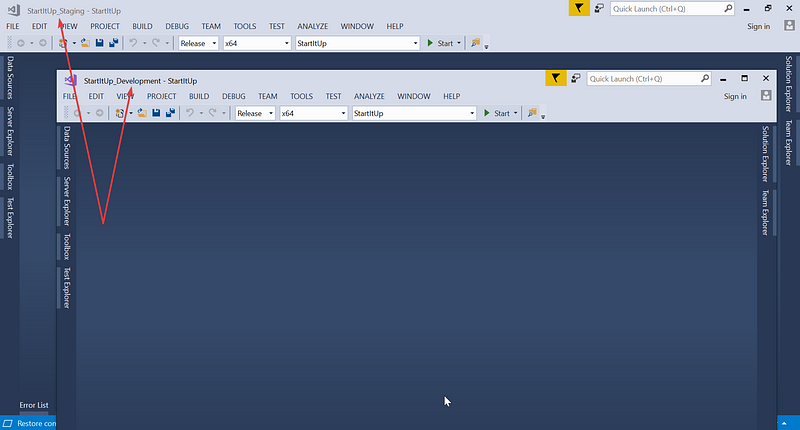 StartItUp_Staging - StartItUp
Quick Launch (Ctrl+Q)
FILE EDIT VIEW PROJECT BUILD DEBUG TEAM TOOLS TEST ANALYZE WINDOW HELP
Sign in
Release x64 StartItUp Start
Data Sources
Server Explorer
Toolbox
Test Explorer
Solution Explorer
Team Explorer
StartItUp_Development - StartItUp
Quick Launch (Ctrl+Q)
FILE EDIT VIEW PROJECT BUILD DEBUG TEAM TOOLS TEST ANALYZE WINDOW HELP
Sign in
Release x64 StartItUp Start
Data Sources
Server Explorer
Toolbox
Test Explorer
Solution Explorer
Team Explorer
Error List
Restore con